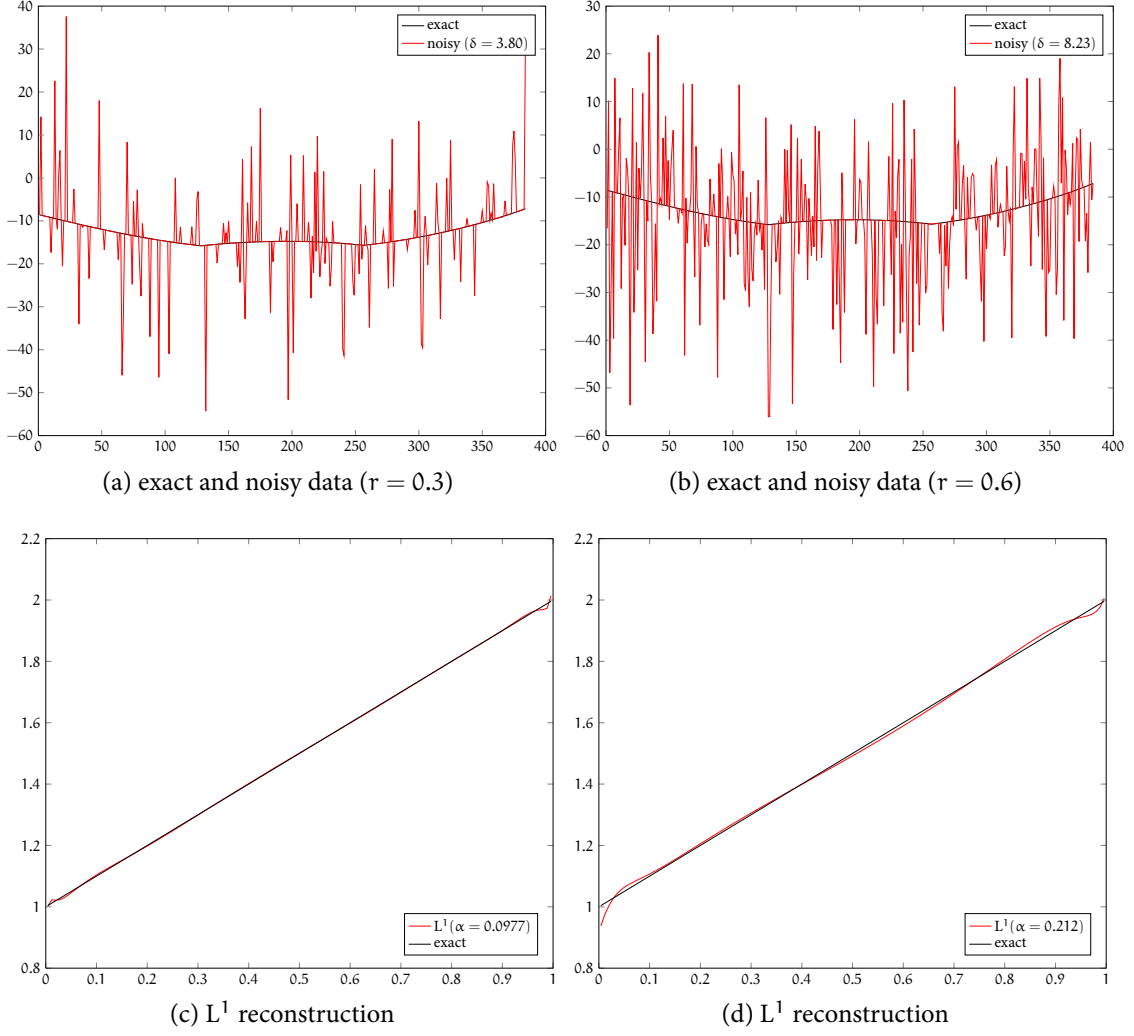 40
30
20
10
0
−10
−20
−30
−40
−50
−60
0 50 100 150 200 250 300 350 400
exact
noisy (δ = 3.80)
(a) exact and noisy data (r = 0.3)
30
20
10
0
−10
−20
−30
−40
−50
−60
0 50 100 150 200 250 300 350 400
exact
noisy (δ = 8.23)
(b) exact and noisy data (r = 0.6)
2.2
2
1.8
1.6
1.4
1.2
1
0.8
0 0.1 0.2 0.3 0.4 0.5 0.6 0.7 0.8 0.9 1
L¹(α = 0.0977)
exact
(c) L¹ reconstruction
2.2
2
1.8
1.6
1.4
1.2
1
0.8
0 0.1 0.2 0.3 0.4 0.5 0.6 0.7 0.8 0.9 1
L¹(α = 0.212)
exact
(d) L¹ reconstruction